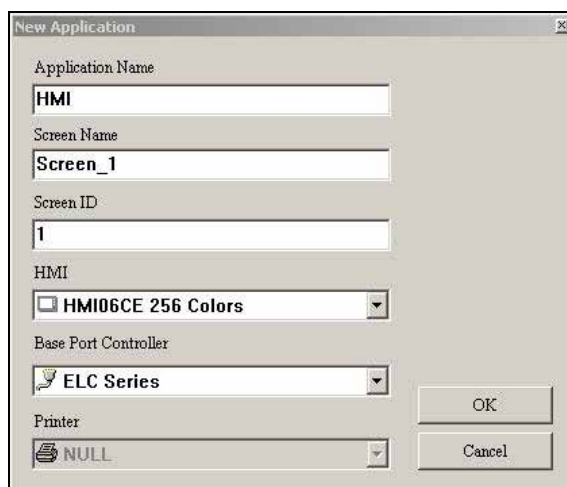 New Application
Application Name
HMI
Screen Name
Screen_1
Screen ID
1
HMI
HMI06CE 256 Colors
Base Port Controller
ELC Series
Printer
NULL
OK
Cancel